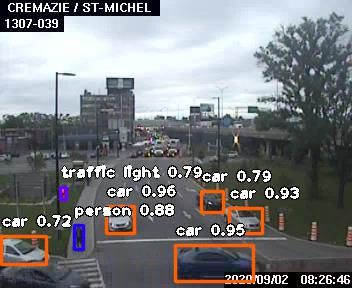 CREMAZIE / ST-MICHEL
1307-039
traffic light 0.79
car 0.79
car 0.96
car 0.93
car 0.72
person 0.88
car 0.95
2020/09/02 08:26:46